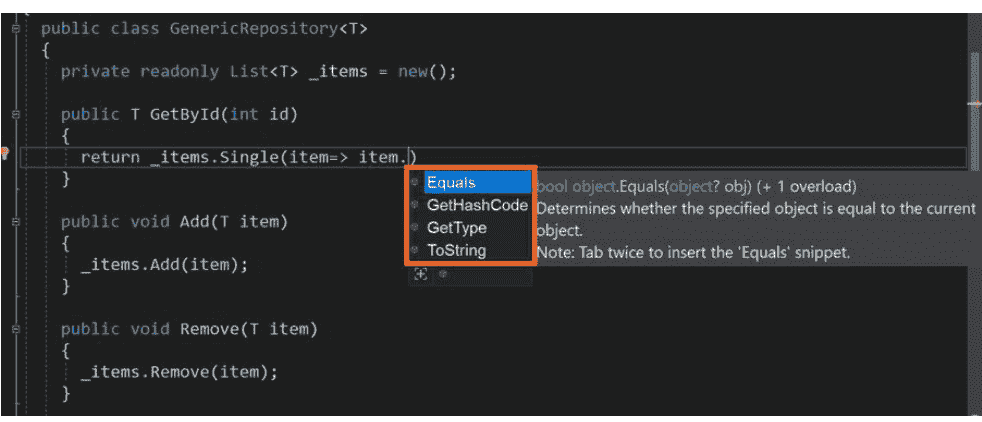 public class GenericRepository<T>
{
private readonly List<T> _items = new();
public T GetById(int id)
{
return _items.Single(item=> item.)
}
Equals
GetHashCode
GetType
ToString
bool object.Equals(object? obj) (+ 1 overload)
Determines whether the specified object is equal to the current
object.
Note: Tab twice to insert the 'Equals' snippet.
public void Add(T item)
{
_items.Add(item);
}
public void Remove(T item)
{
_items.Remove(item);
}